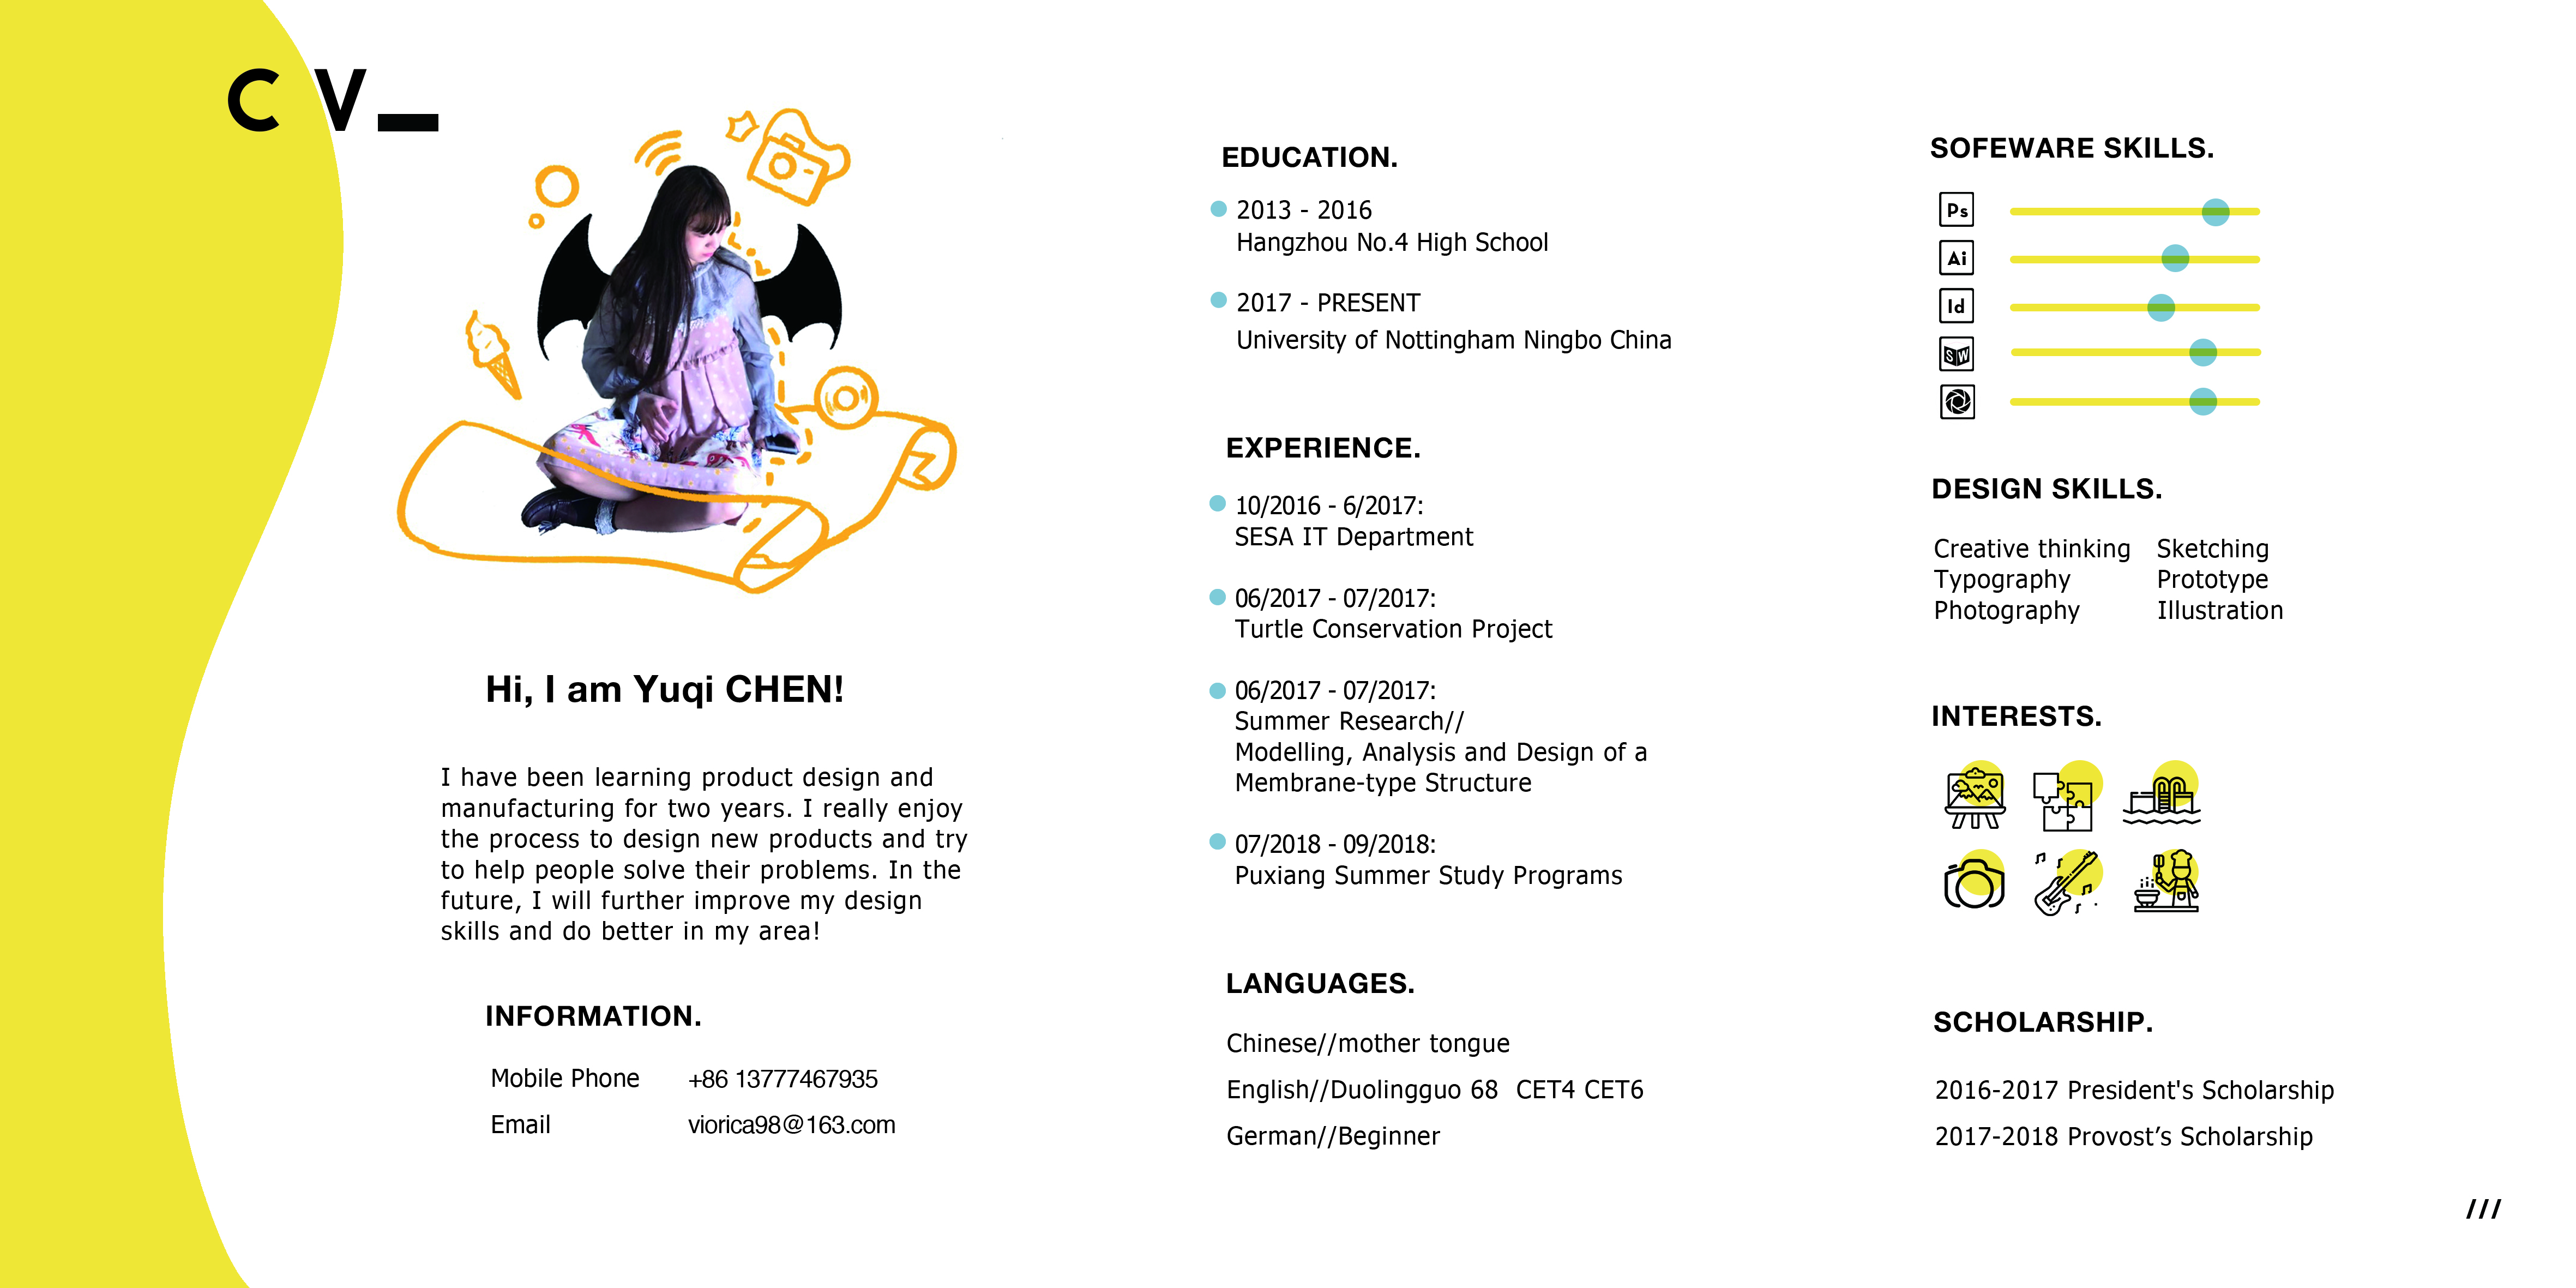 CV_
Hi, I am Yuqi CHEN!
I have been learning product design and
manufacturing for two years. I really enjoy
the process to design new products and try
to help people solve their problems. In the
future, I will further improve my design
skills and do better in my area!
INFORMATION.
Mobile Phone +86 13777467935
Email viorica98@163.com
EDUCATION.
2013 - 2016
Hangzhou No.4 High School
2017 - PRESENT
University of Nottingham Ningbo China
EXPERIENCE.
10/2016 - 6/2017:
SESA IT Department
06/2017 - 07/2017:
Turtle Conservation Project
06/2017 - 07/2017:
Summer Research//
Modelling, Analysis and Design of a
Membrane-type Structure
07/2018 - 09/2018:
Puxiang Summer Study Programs
LANGUAGES.
Chinese//mother tongue
English//Duolingguo 68 CET4 CET6
German//Beginner
SOFEWARE SKILLS.
Ps
Ai
Id
SW
DESIGN SKILLS.
Creative thinking Sketching
Typography Prototype
Photography Illustration
INTERESTS.
SCHOLARSHIP.
2016-2017 President's Scholarship
2017-2018 Provost’s Scholarship
///